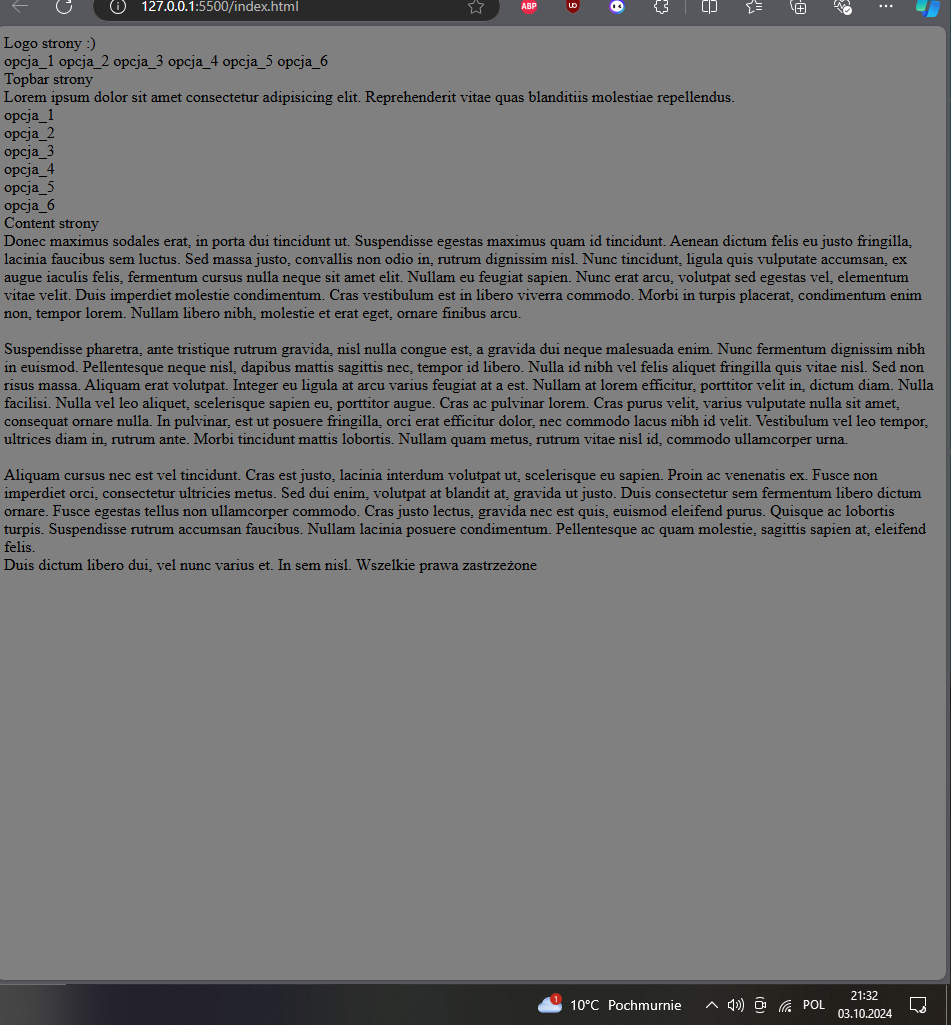 127.0.0.1:5500/index.html
ABP
UO
Logo strony :)
opcja_1 opcja_2 opcja_3 opcja_4 opcja_5 opcja_6
Topbar strony
Lorem ipsum dolor sit amet consectetur adipisicing elit. Reprehenderit vitae quas blanditiis molestiae repellendus.
opcja_1
opcja_2
opcja_3
opcja_4
opcja_5
opcja_6
Content strony
Donec maximus sodales erat, in porta dui tincidunt ut. Suspendisse egestas maximus quam id tincidunt. Aenean dictum felis eu justo fringilla,
lacinia faucibus sem luctus. Sed massa justo, convallis non odio in, rutrum dignissim nisl. Nunc tincidunt, ligula quis vulputate accumsan, ex
augue iaculis felis, fermentum cursus nulla neque sit amet elit. Nullam eu feugiat sapien. Nunc erat arcu, volutpat sed egestas vel, elementum
vitae velit. Duis imperdiet molestie condimentum. Cras vestibulum est in libero viverra commodo. Morbi in turpis placerat, condimentum enim
non, tempor lorem. Nullam libero nibh, molestie et erat eget, ornare finibus arcu.
Suspendisse pharetra, ante tristique rutrum gravida, nisl nulla congue est, a gravida dui neque malesuada enim. Nunc fermentum dignissim nibh
in euismod. Pellentesque neque nisl, dapibus mattis sagittis nec, tempor id libero. Nulla id nibh vel felis aliquet fringilla quis vitae nisl. Sed non
risus massa. Aliquam erat volutpat. Integer eu ligula at arcu varius feugiat at a est. Nullam at lorem efficitur, porttitor velit in, dictum diam. Nulla
facilisi. Nulla vel leo aliquet, scelerisque sapien eu, porttitor augue. Cras ac pulvinar lorem. Cras purus velit, varius vulputate nulla sit amet,
consequat ornare nulla. In pulvinar, est ut posuere fringilla, orci erat efficitur dolor, nec commodo lacus nibh id velit. Vestibulum vel leo tempor,
ultrices diam in, rutrum ante. Morbi tincidunt mattis lobortis. Nullam quam metus, rutrum vitae nisl id, commodo ullamcorper urna.
Aliquam cursus nec est vel tincidunt. Cras est justo, lacinia interdum volutpat ut, scelerisque eu sapien. Proin ac venenatis ex. Fusce non
imperdiet orci, consectetur ultricies metus. Sed dui enim, volutpat at blandit at, gravida ut justo. Duis consectetur sem fermentum libero dictum
ornare. Fusce egestas tellus non ullamcorper commodo. Cras justo lectus, gravida nec est quis, euismod eleifend purus. Quisque ac lobortis
turpis. Suspendisse rutrum accumsan faucibus. Nullam lacinia posuere condimentum. Pellentesque ac quam molestie, sagittis sapien at, eleifend
felis.
Duis dictum libero dui, vel nunc varius et. In sem nisl. Wszelkie prawa zastrzeżone
1
10°C Pochmurnie
POL
21:32
03.10.2024